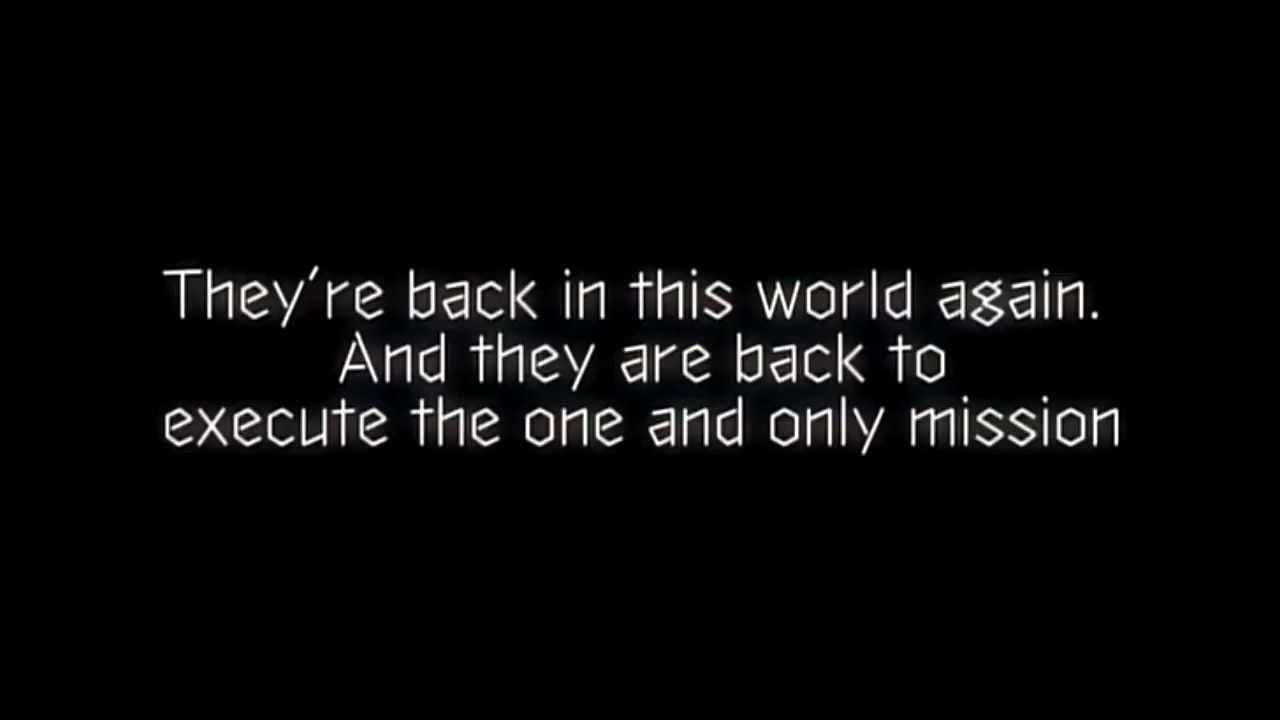 They're back in this world again.
And they are back to
execute the one and only mission